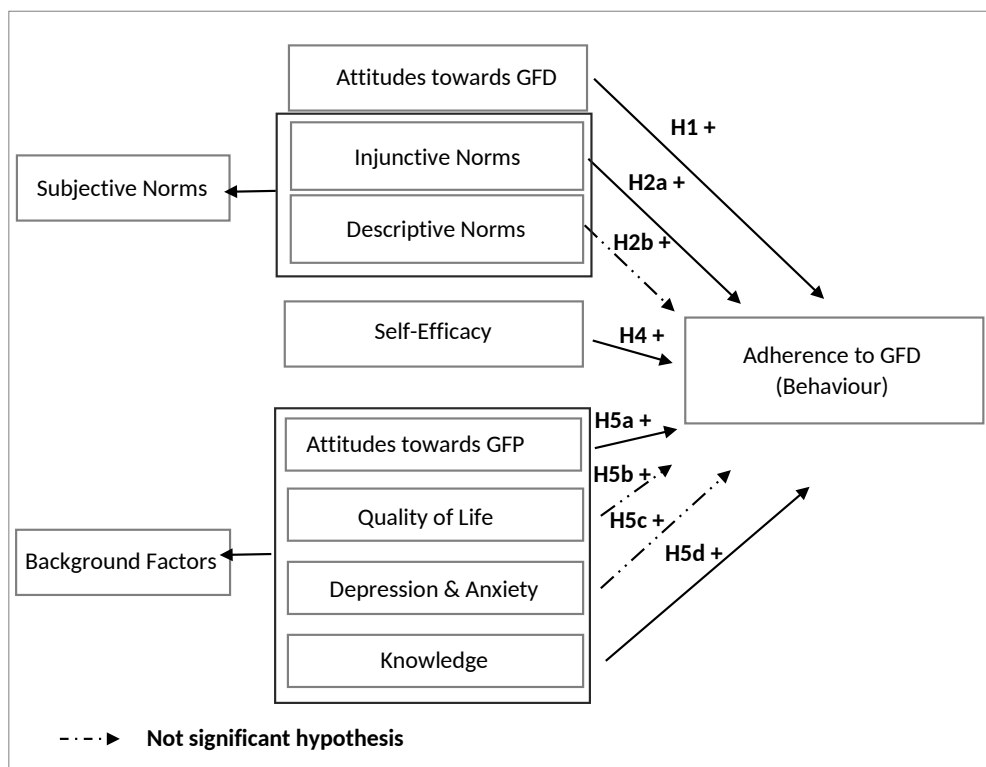 Attitudes towards GFD
H1 +
Injunctive Norms
H2a +
Subjective Norms
Descriptive Norms
H2b +
Self-Efficacy
H4 +
Adherence to GFD
(Behaviour)
H5a +
Attitudes towards GFP
H5b +
Quality of Life
H5c +
H5d +
Background Factors
Depression & Anxiety
Knowledge
Not significant hypothesis